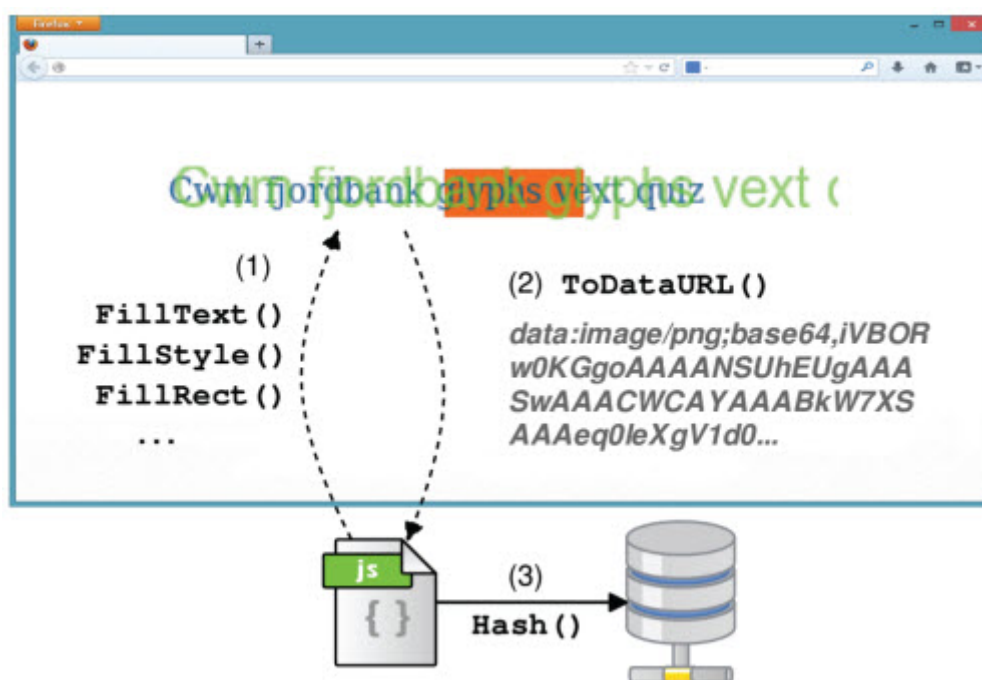 Firefox
Cwm fjordbank glyphs vext quiz
Cwm fjordbank glyphs vext
(1)
FillText()
FillStyle()
FillRect()
...
(2) ToDataURL()
data:image/png;base64,iVBOR
w0KGgoAAAANSUhEUgAAA
SwAAACWCAYAAABkW7XS
AAAeq0leXgV1d0...
js
{ }
(3)
Hash()